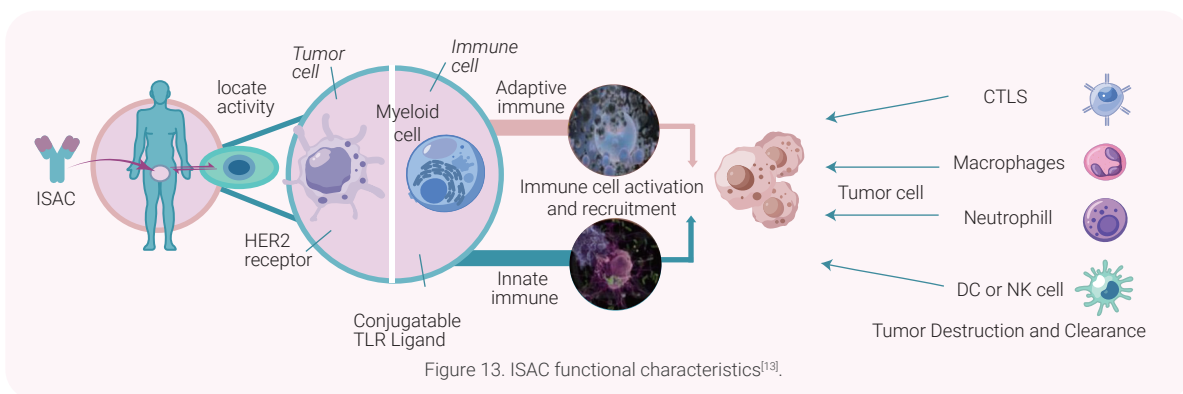 ISAC
locate
activity
HER2
receptor
Tumor
cell
Immune
cell
Myeloid
cell
Conjugatable
TLR Ligand
Adaptive
immune
Immune cell activation
and recruitment
Innate
immune
Tumor cell
CTLS
Macrophages
Neutrophill
DC or NK cell
Tumor Destruction and Clearance
Figure 13. ISAC functional characteristics[13].